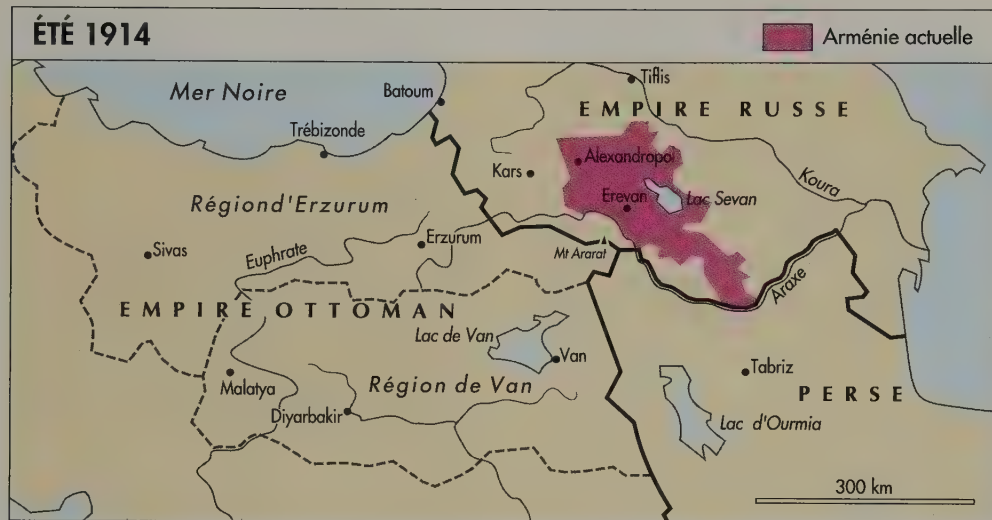 ÉTÉ 1914
Arménie actuelle
Mer Noire
Batoum
Tiflis
EMPIRE RUSSE
Trébizonde
Kars
Alexandropol
Koura
Erevan
Lac Sevan
Régiond'Erzurum
Erzurum
Mt Ararat
Sivas
Euphrate
Araxe
EMPIRE OTTOMAN
Lac de Van
Van
Tabriz
Malatya
Région de Van
PERSE
Diyarbakir
Lac d'Ourmia
300 km